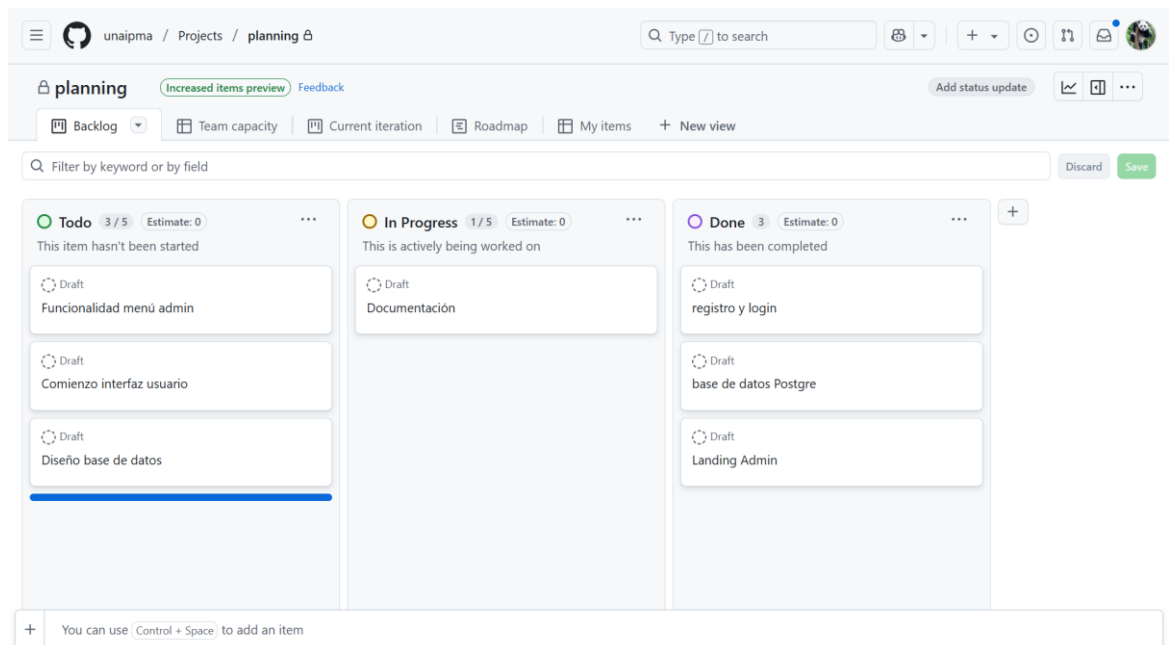 unaipma / Projects / planning
Type / to search
planning
Increased items preview
Feedback
Add status update
Backlog
Team capacity
Current iteration
Roadmap
My items
+ New view
Filter by keyword or by field
Discard
Save
Todo 3 / 5 Estimate: 0
This item hasn't been started
Draft
Funcionalidad menú admin
Draft
Comienzo interfaz usuario
Draft
Diseño base de datos
In Progress 1 / 5 Estimate: 0
This is actively being worked on
Draft
Documentación
Done 3 Estimate: 0
This has been completed
Draft
registro y login
Draft
base de datos Postgre
Draft
Landing Admin
+
+ You can use Control + Space to add an item